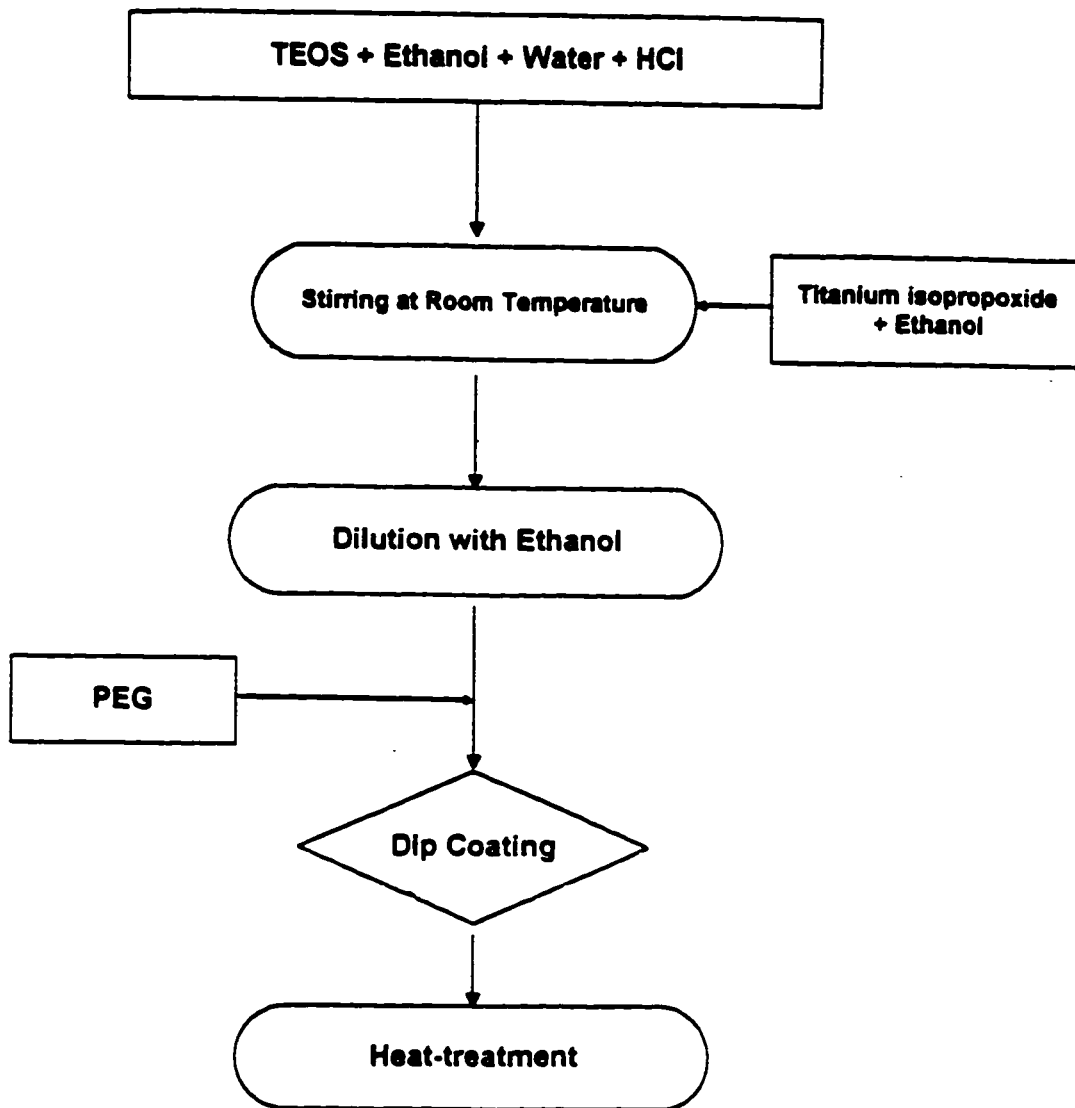 TEOS + Ethanol + Water + HCl
Stirring at Room Temperature
Titanium isopropoxide
+ Ethanol
Dilution with Ethanol
PEG
Dip Coating
Heat-treatment